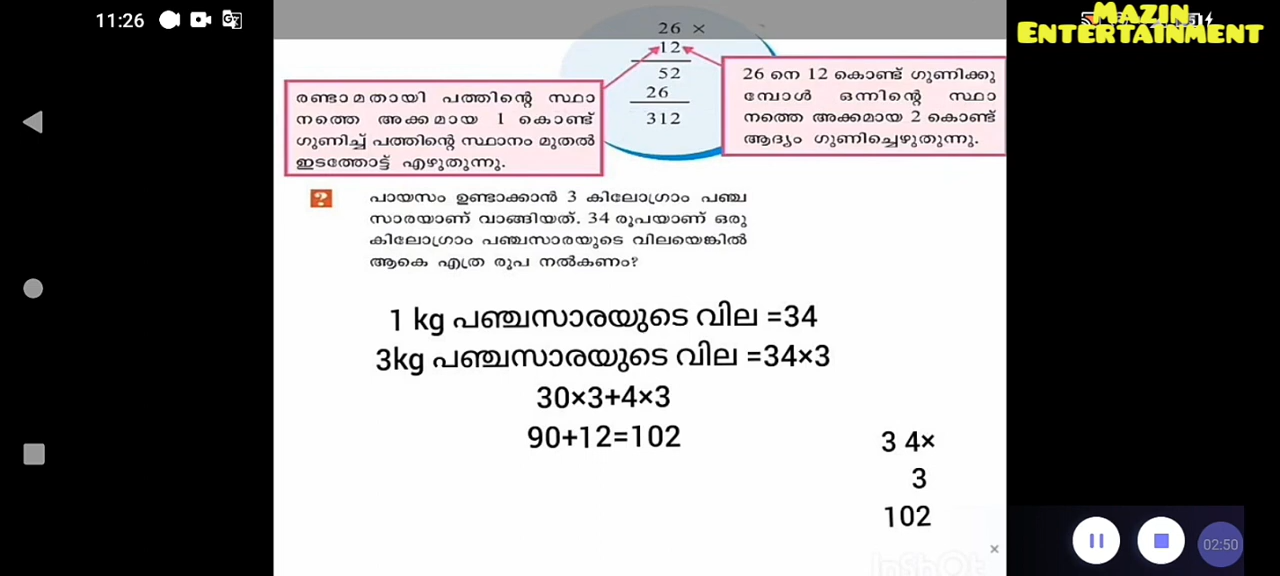 11:26
MAZIN
ENTERTAINMENT
26 ×
12
52
26
312
രണ്ടാമതായി പത്തിന്റെ സ്ഥാ
നത്തെ അക്കമായ 1 കൊണ്ട്
ഗുണിച്ച് പത്തിന്റെ സ്ഥാനം മുതൽ
ഇടത്തോട്ട് എഴുതുന്നു.
26 നെ 12 കൊണ്ട് ഗുണിക്കു
മ്പോൾ ഒന്നിന്റെ സ്ഥാ
നത്തെ അക്കമായ 2 കൊണ്ട്
ആദ്യം ഗുണിച്ചെഴുതുന്നു.
?
പായസം ഉണ്ടാക്കാൻ 3 കിലോഗ്രാം പഞ്ച
സാരയാണ് വാങ്ങിയത്. 34 രൂപയാണ് ഒരു
കിലോഗ്രാം പഞ്ചസാരയുടെ വിലയെങ്കിൽ
ആകെ എത്ര രൂപ നൽകണം?
1 kg പഞ്ചസാരയുടെ വില =34
3kg പഞ്ചസാരയുടെ വില =34×3
30×3+4×3
90+12=102
3 4×
3
102
02:50